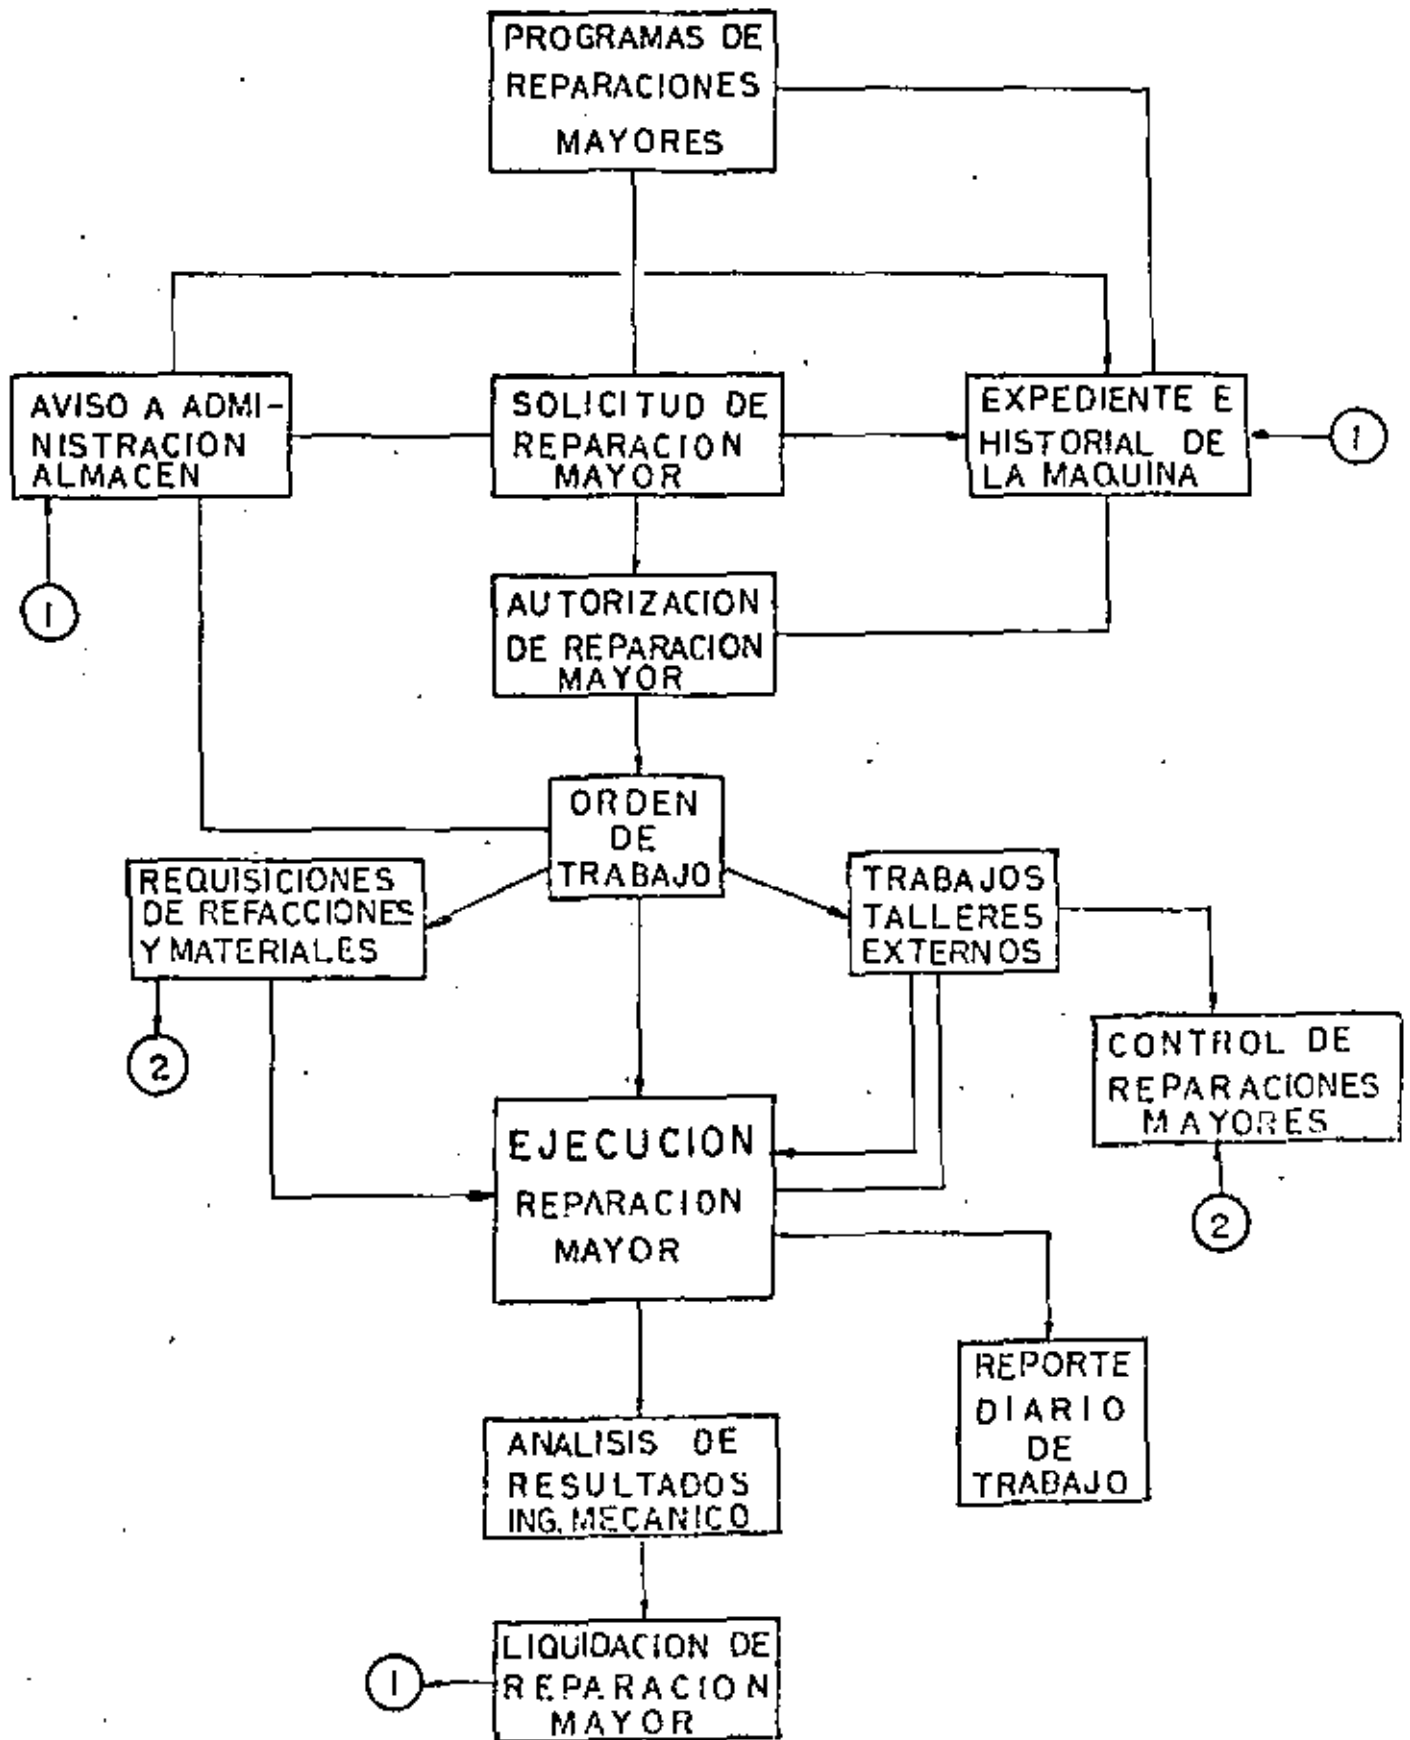 PROGRAMAS DE
REPARACIONES
MAYORES
AVISO A ADMI-
NISTRACION
ALMACEN
SOLICITUD DE
REPARACION
MAYOR
EXPEDIENTE E
HISTORIAL DE
LA MAQUINA
1
1
AUTORIZACION
DE REPARACION
MAYOR
ORDEN
DE
TRABAJO
REQUISICIONES
DE REFACCIONES
Y MATERIALES
TRABAJOS
TALLERES
EXTERNOS
2
CONTROL DE
REPARACIONES
MAYORES
EJECUCION
REPARACION
MAYOR
2
REPORTE
DIARIO
DE
TRABAJO
ANALISIS DE
RESULTADOS
ING. MECANICO
LIQUIDACION DE
REPARACION
MAYOR
1